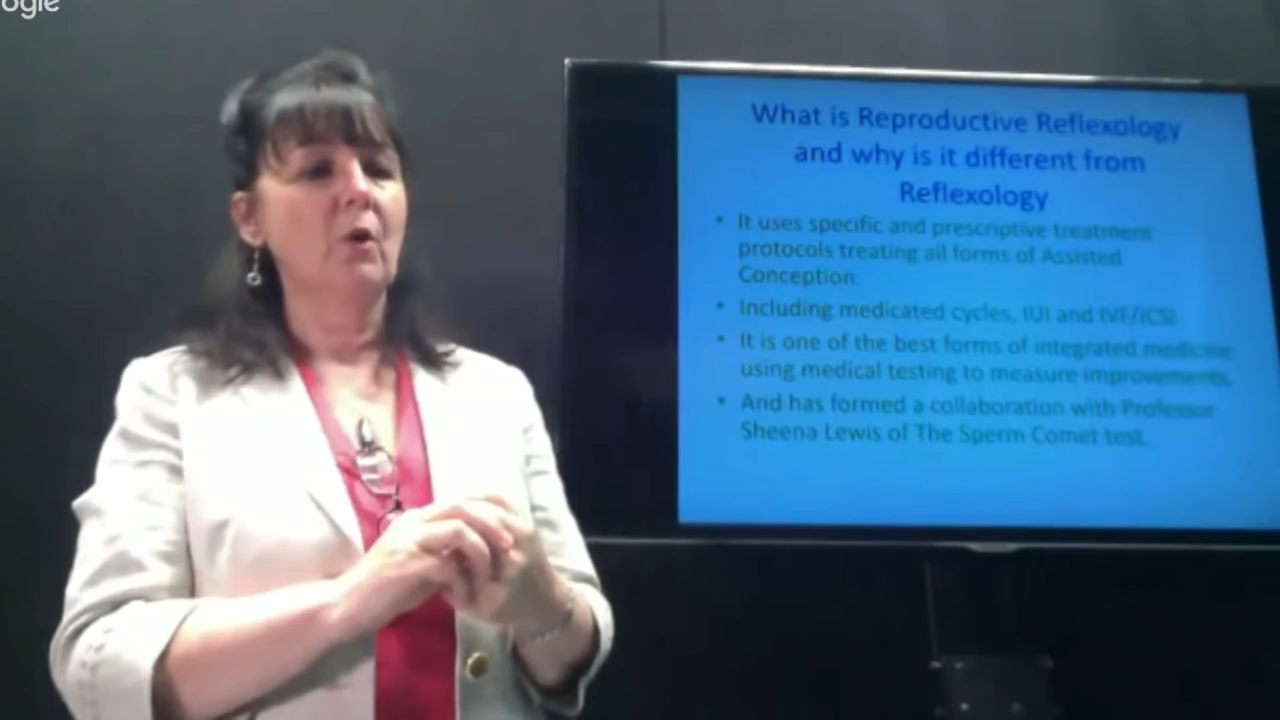 ogle
What is Reproductive Reflexology
and why is it different from
Reflexology
• It uses specific and prescriptive treatment
protocols treating all forms of Assisted
Conception
• Including medicated cycles, IUI and IVF/ICSI
• It is one of the best forms of integrated medicine
using medical testing to measure improvements.
• And has formed a collaboration with Professor
Sheena Lewis of The Sperm Comet test.